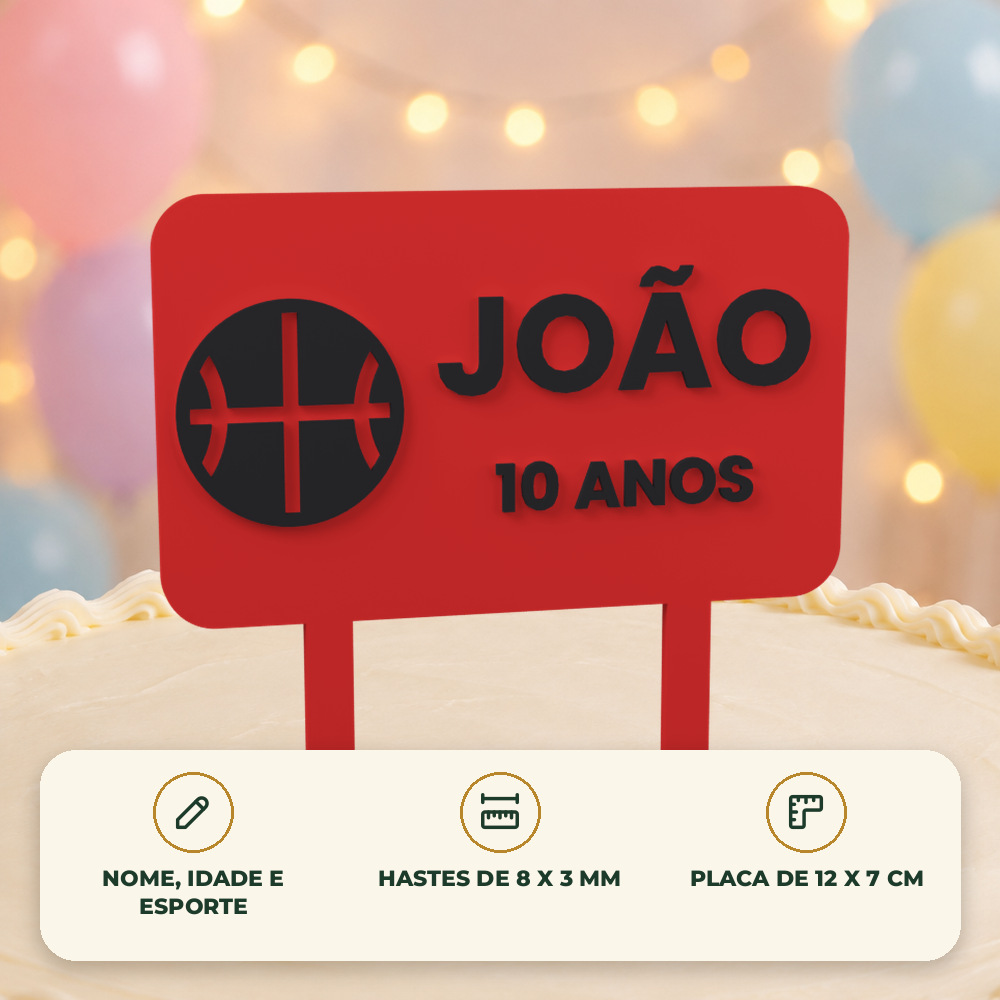 JOÃO
10 ANOS
NOME, IDADE E
ESPORTE
HASTES DE 8 X 3 MM
PLACA DE 12 X 7 CM